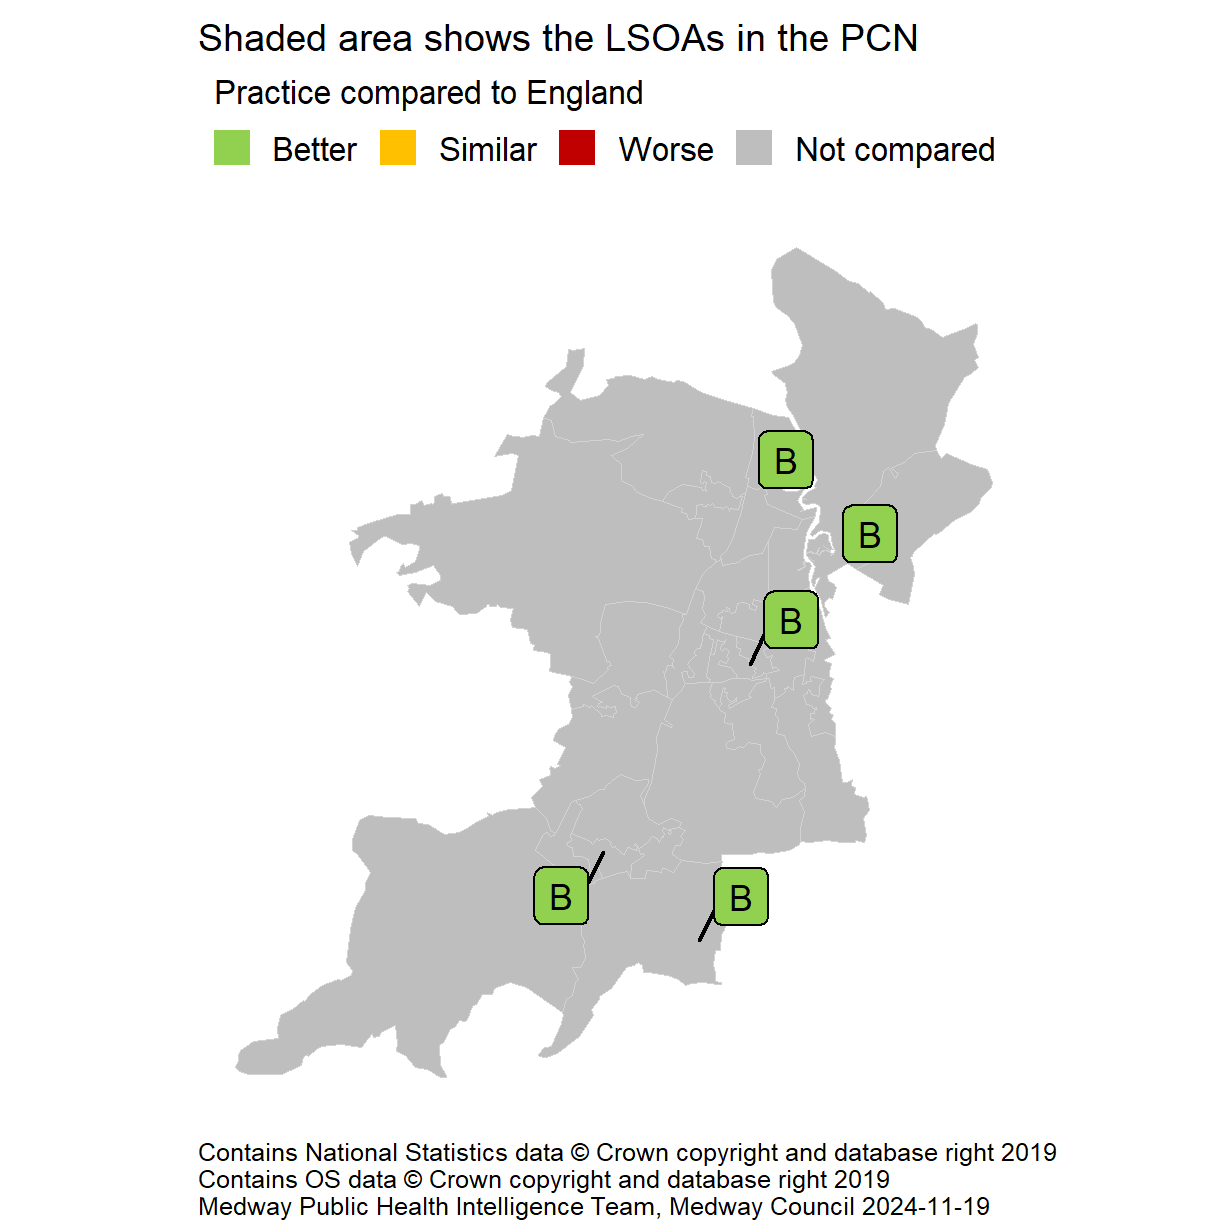 Shaded area shows the LSOAs in the PCN
Practice compared to England
Better Similar Worse Not compared
B
B
B
B B
Contains National Statistics data © Crown copyright and database right 2019
Contains OS data © Crown copyright and database right 2019
Medway Public Health Intelligence Team, Medway Council 2024-11-19